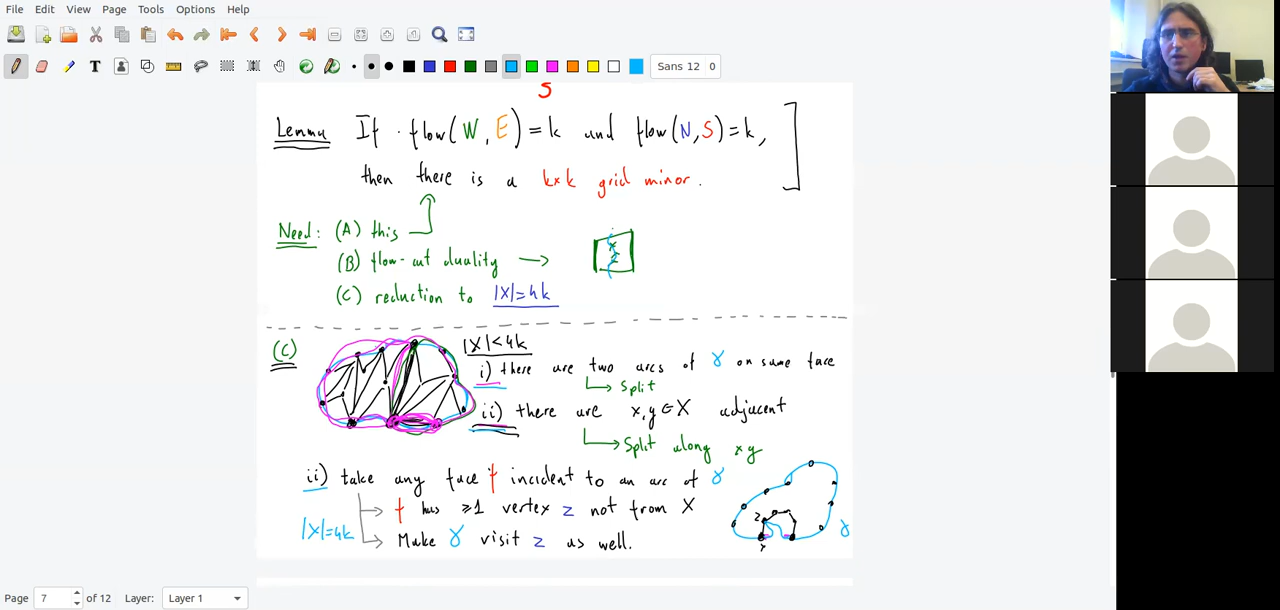 File Edit View Page Tools Options Help
Sans 12 0
S
Lemma If · flow(W, E) = k and flow(N, S) = k,
then there is a k×k grid minor.
Need: (A) this
(B) flow-cut duality →
(C) reduction to |X|=4k
(C) |X|<4k
i) there are two arcs of γ on same face
↳ Split
ii) there are x,y ∈ X adjacent
↳ Split along xy
ii) take any face f incident to an arc of γ
→ f has ≥1 vertex z not from X
|X|=4k
→ Make γ visit z as well.
z
γ
Page 7 of 12 Layer: Layer 1